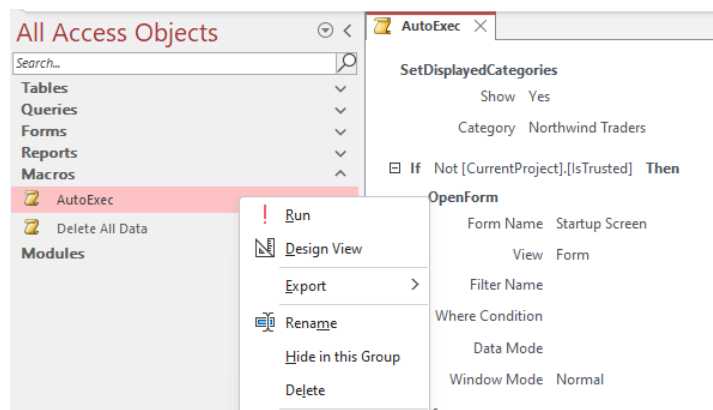 All Access Objects
Search...
Tables
Queries
Forms
Reports
Macros
AutoExec
Delete All Data
Modules
Run
Design View
Export
Rename
Hide in this Group
Delete
AutoExec
SetDisplayedCategories
Show Yes
Category Northwind Traders
If Not [CurrentProject].[IsTrusted] Then
OpenForm
Form Name Startup Screen
View Form
Filter Name
Where Condition
Data Mode
Window Mode Normal